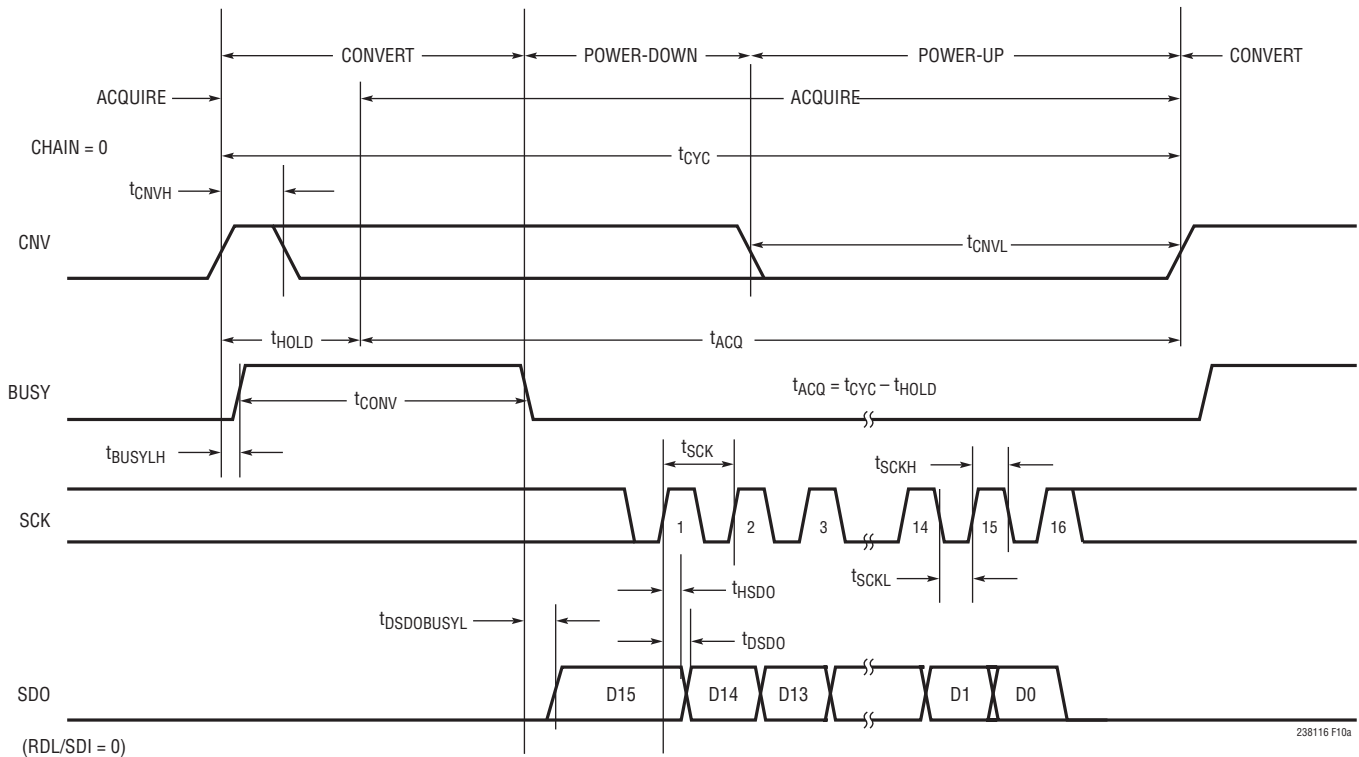 CONVERT POWER-DOWN POWER-UP CONVERT
ACQUIRE ACQUIRE
CHAIN = 0
tCYC
tCNVH
CNV
tCNVL
tHOLD tACQ
BUSY
tCONV
tACQ = tCYC – tHOLD
tBUSYLH
tSCK
tSCKH
SCK
1 2 3 14 15 16
tSCKL
tHSDO
tDSDOBUSYL
tDSDO
SDO
D15 D14 D13 D1 D0
(RDL/SDI = 0)
238116 F10a